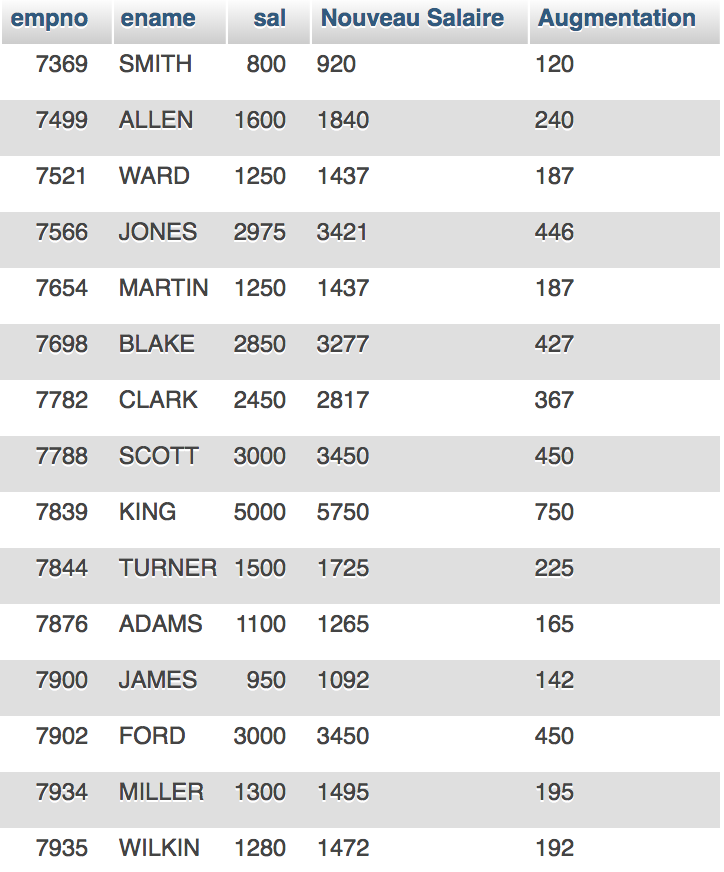 empno ename sal Nouveau Salaire Augmentation
7369 SMITH 800 920 120
7499 ALLEN 1600 1840 240
7521 WARD 1250 1437 187
7566 JONES 2975 3421 446
7654 MARTIN 1250 1437 187
7698 BLAKE 2850 3277 427
7782 CLARK 2450 2817 367
7788 SCOTT 3000 3450 450
7839 KING 5000 5750 750
7844 TURNER 1500 1725 225
7876 ADAMS 1100 1265 165
7900 JAMES 950 1092 142
7902 FORD 3000 3450 450
7934 MILLER 1300 1495 195
7935 WILKIN 1280 1472 192